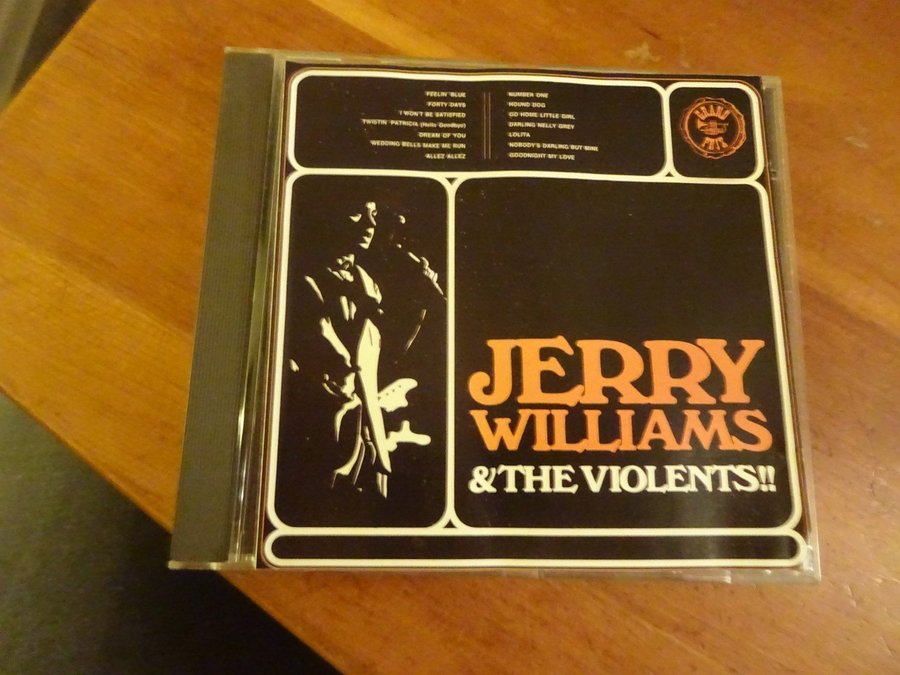 FEELIN' BLUE
FORTY DAYS
I WON'T BE SATISFIED
TWISTIN' PATRICIA (Hello Goodbye)
DREAM OF YOU
WEDDING BELLS MAKE ME RUN
ALLEZ ALLEZ
NUMBER ONE
HOUND DOG
GO HOME LITTLE GIRL
DARLING NELLY GREY
LOLITA
NOBODY'S DARLING BUT MINE
GOODNIGHT MY LOVE
GRAND
PRIX
JERRY
WILLIAMS
& THE VIOLENTS!!